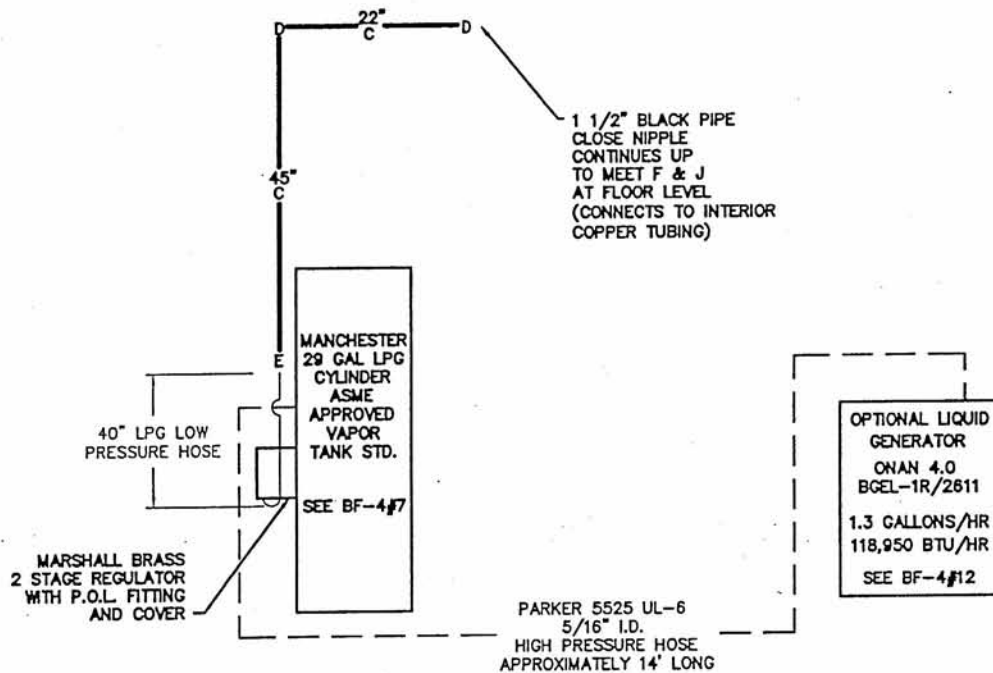 D
22"
C
D
1 1/2" BLACK PIPE
CLOSE NIPPLE
CONTINUES UP
TO MEET F & J
AT FLOOR LEVEL
(CONNECTS TO INTERIOR
COPPER TUBING)
45"
C
E
40" LPG LOW
PRESSURE HOSE
MANCHESTER
29 GAL LPG
CYLINDER
ASME
APPROVED
VAPOR
TANK STD.
SEE BF-4#7
MARSHALL BRASS
2 STAGE REGULATOR
WITH P.O.L. FITTING
AND COVER
OPTIONAL LIQUID
GENERATOR
ONAN 4.0
BGEL-1R/2611
1.3 GALLONS/HR
118,950 BTU/HR
SEE BF-4#12
PARKER 5525 UL-6
5/16" I.D.
HIGH PRESSURE HOSE
APPROXIMATELY 14' LONG